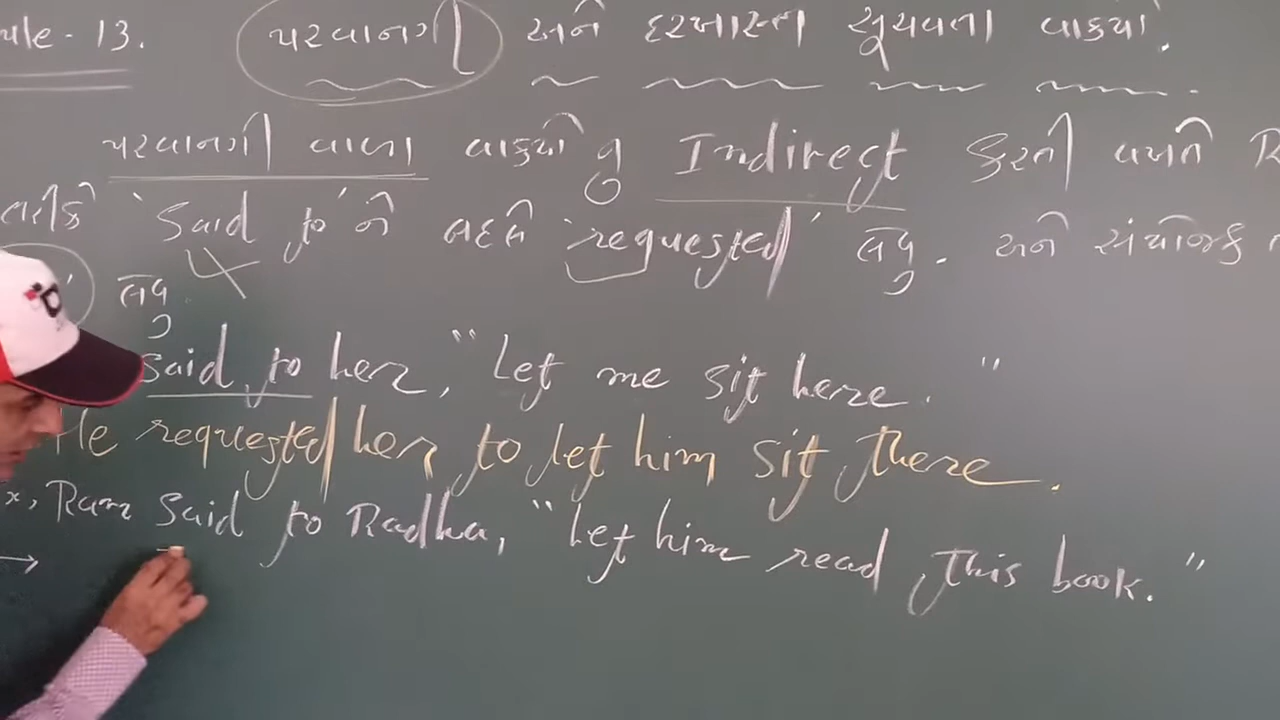 ule - 13. પરવાનગી અને દરખાસ્ત સૂચવતા વાક્યો.
પરવાનગી વાળા વાક્યો નુ Indirect કરતી વખતે R
તરીકે 'Said to' ને બદલે 'requested' લખવુ. અને સંયોજક ત
Said to her, "Let me sit here."
He requested her to let him sit there.
x, Ram Said to Radha, "Let him read this book."
→